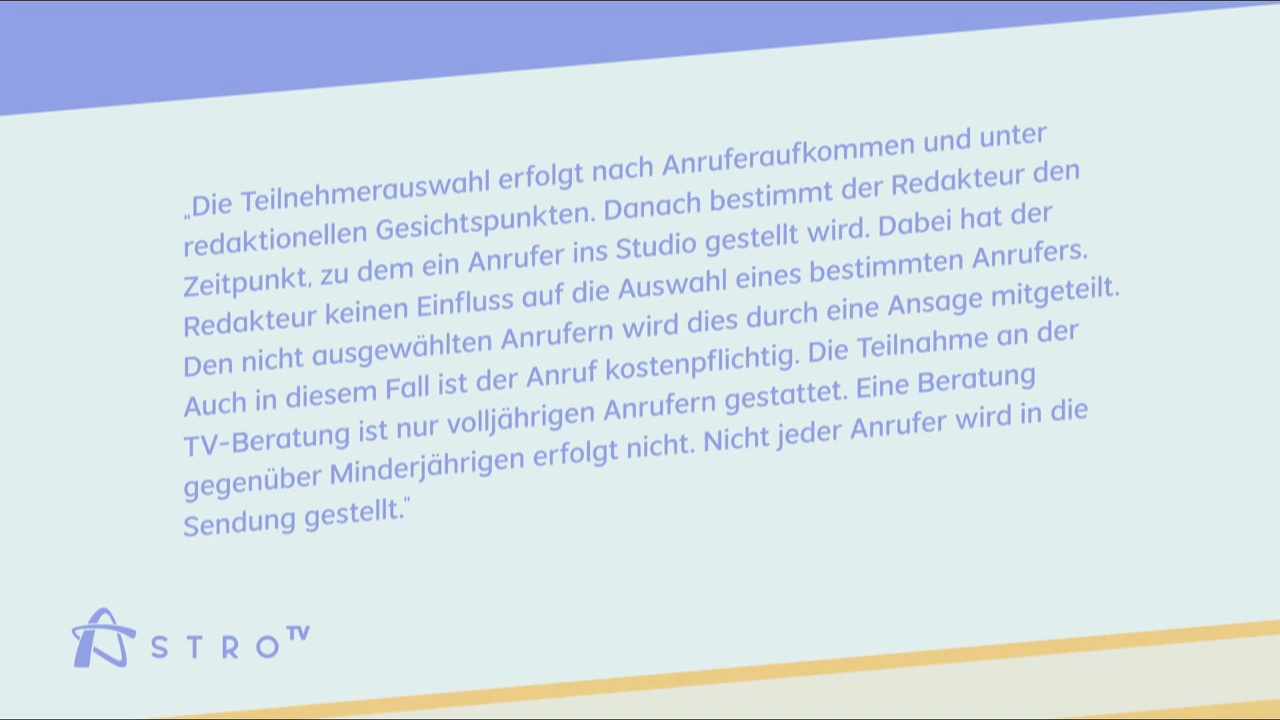 „Die Teilnehmerauswahl erfolgt nach Anruferaufkommen und unter
redaktionellen Gesichtspunkten. Danach bestimmt der Redakteur den
Zeitpunkt, zu dem ein Anrufer ins Studio gestellt wird. Dabei hat der
Redakteur keinen Einfluss auf die Auswahl eines bestimmten Anrufers.
Den nicht ausgewählten Anrufern wird dies durch eine Ansage mitgeteilt.
Auch in diesem Fall ist der Anruf kostenpflichtig. Die Teilnahme an der
TV-Beratung ist nur volljährigen Anrufern gestattet. Eine Beratung
gegenüber Minderjährigen erfolgt nicht. Nicht jeder Anrufer wird in die
Sendung gestellt."
ASTRO TV